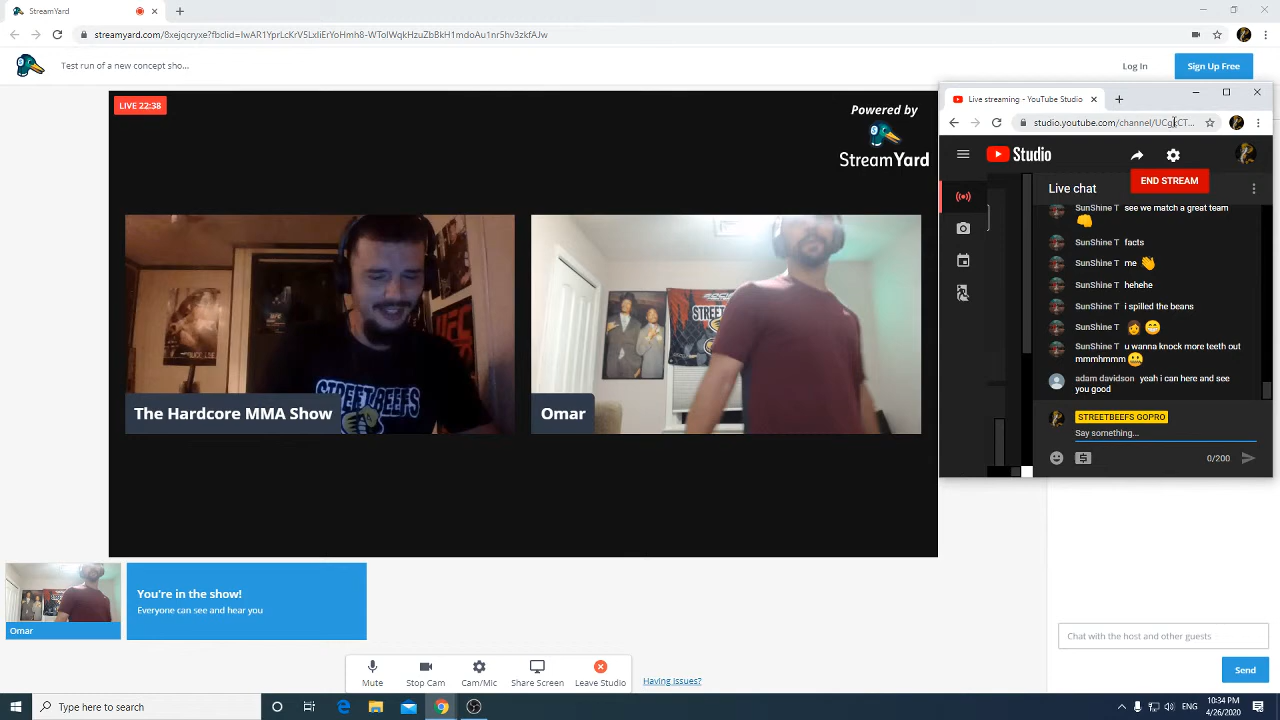 StreamYard
streamyard.com/8xejqcryxe?fbclid=IwAR1YprLcKrV5LxliErYoHmh8-WTolWqkHzuZbBkH1mdoAu1nr5hv3zkfAJw
Test run of a new concept sho...
Log In
Sign Up Free
LIVE 22:38
Powered by
StreamYard
UFC
STREETBEEFS
The Hardcore MMA Show
STREET
Omar
Live streaming - YouTube Studio
Studio
END STREAM
Live chat
SunShine T see we match a great team
👊
SunShine T facts
SunShine T me 👋
SunShine T hehehe
SunShine T i spilled the beans
SunShine T 👩 😁
SunShine T u wanna knock more teeth out
mmmhmmm 🤐
adam davidson yeah i can here and see
you good
STREETBEEFS GOPRO
Say something...
0/200
Omar
You're in the show!
Everyone can see and hear you
Chat with the host and other guests
Send
Mute
Stop Cam
Cam/Mic
Share Screen
Leave Studio
Having issues?
Type here to search
ENG
10:34 PM
4/26/2020